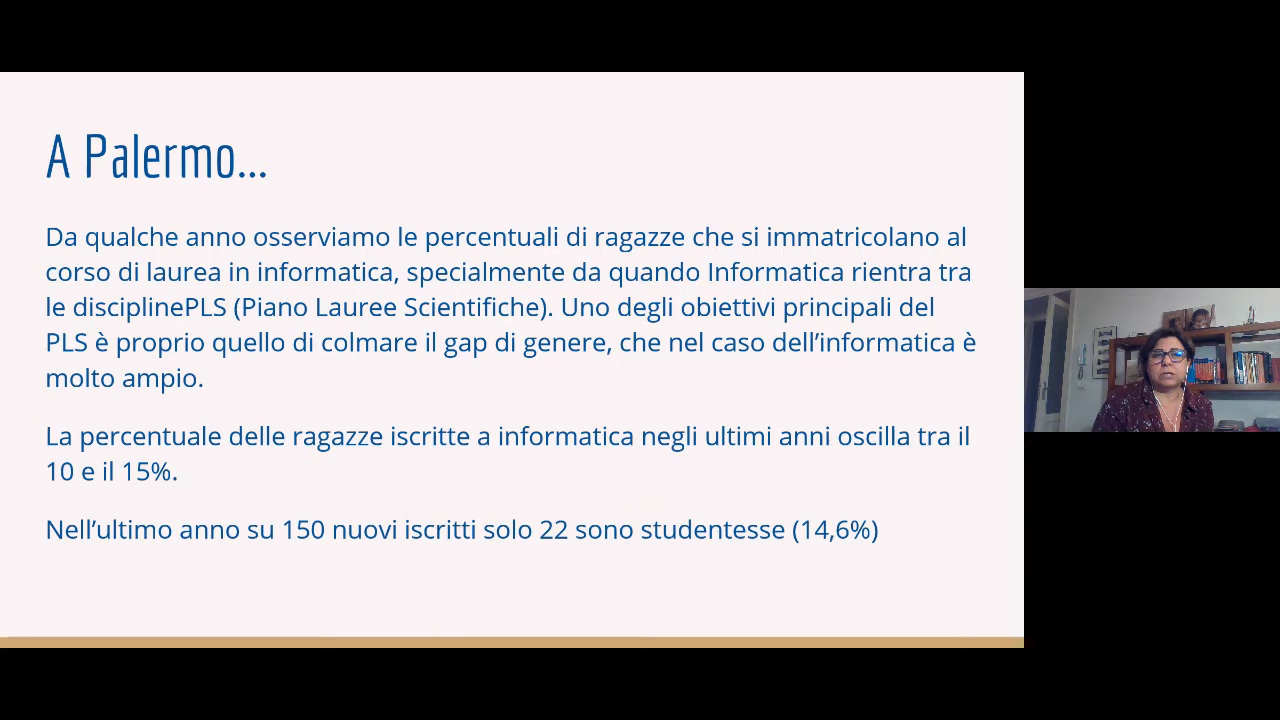 A Palermo...
Da qualche anno osserviamo le percentuali di ragazze che si immatricolano al
corso di laurea in informatica, specialmente da quando Informatica rientra tra
le disciplinePLS (Piano Lauree Scientifiche). Uno degli obiettivi principali del
PLS è proprio quello di colmare il gap di genere, che nel caso dell’informatica è
molto ampio.
La percentuale delle ragazze iscritte a informatica negli ultimi anni oscilla tra il
10 e il 15%.
Nell’ultimo anno su 150 nuovi iscritti solo 22 sono studentesse (14,6%)